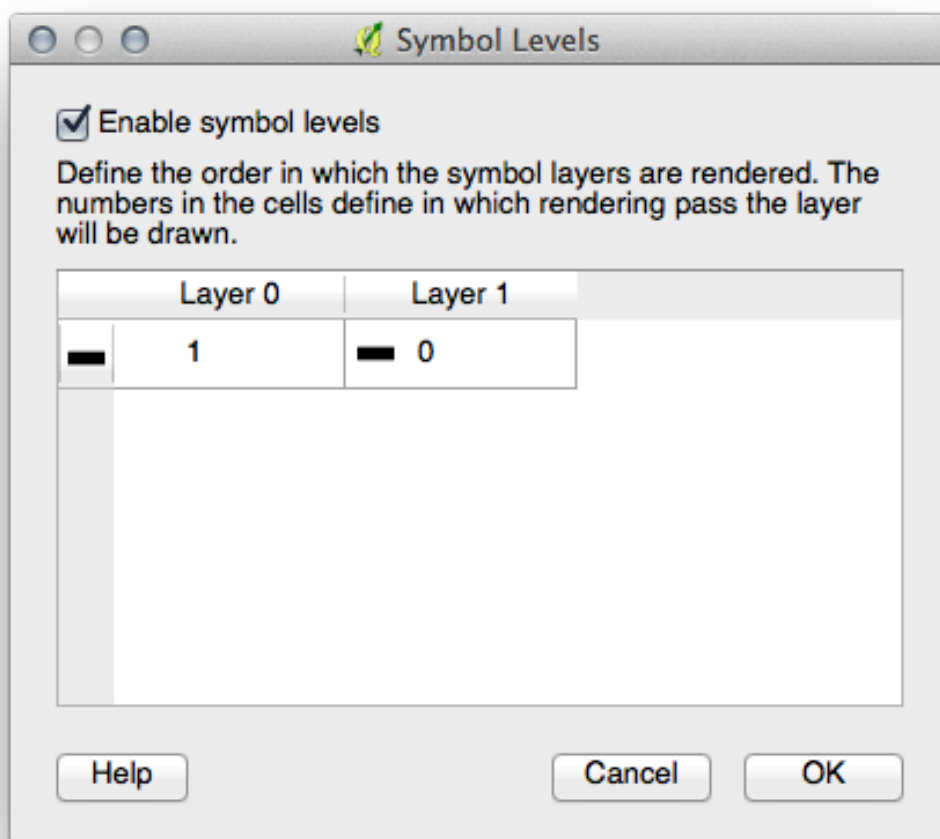 Symbol Levels
Enable symbol levels
Define the order in which the symbol layers are rendered. The
numbers in the cells define in which rendering pass the layer
will be drawn.
Layer 0 Layer 1
1 0
Help Cancel OK